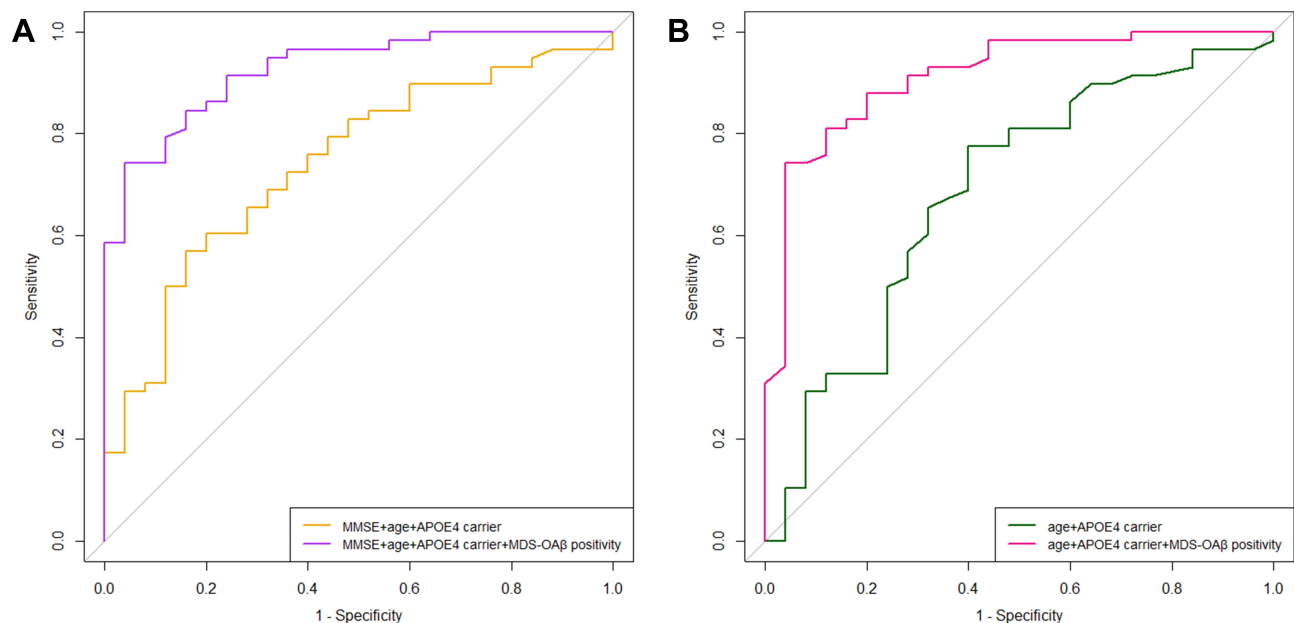 A
1.0
0.8
0.6
0.4
0.2
0.0
Sensitivity
MMSE+age+APOE4 carrier
MMSE+age+APOE4 carrier+MDS-OAβ positivity
0.0 0.2 0.4 0.6 0.8 1.0
1 - Specificity
B
1.0
0.8
0.6
0.4
0.2
0.0
Sensitivity
age+APOE4 carrier
age+APOE4 carrier+MDS-OAβ positivity
0.0 0.2 0.4 0.6 0.8 1.0
1 - Specificity